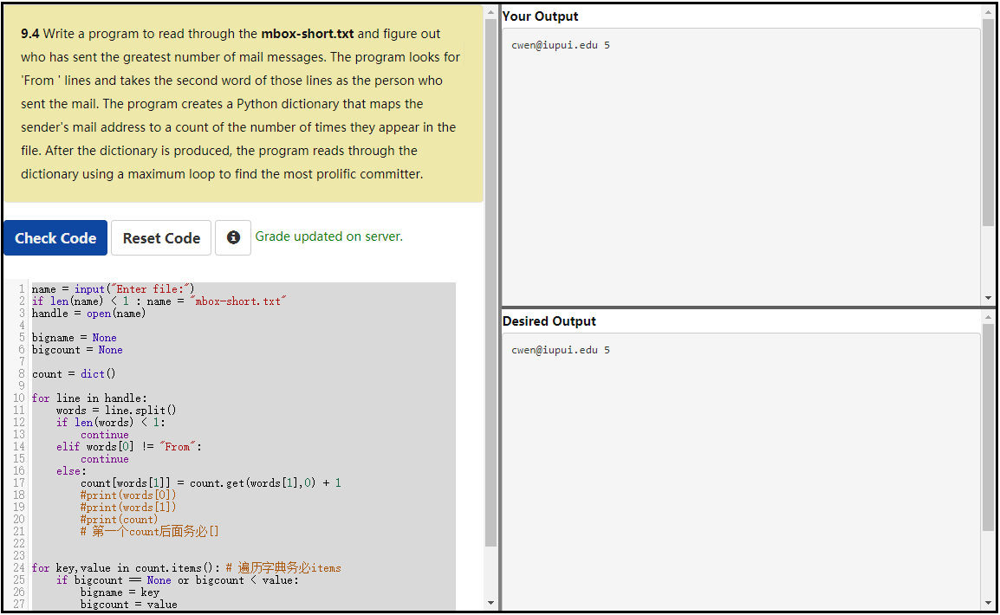 9.4 Write a program to read through the mbox-short.txt and figure out
who has sent the greatest number of mail messages. The program looks for
'From ' lines and takes the second word of those lines as the person who
sent the mail. The program creates a Python dictionary that maps the
sender's mail address to a count of the number of times they appear in the
file. After the dictionary is produced, the program reads through the
dictionary using a maximum loop to find the most prolific committer.
Check Code Reset Code Grade updated on server.
1 name = input("Enter file:")
2 if len(name) < 1 : name = "mbox-short.txt"
3 handle = open(name)
4
5 bigname = None
6 bigcount = None
7
8 count = dict()
9
10 for line in handle:
11     words = line.split()
12     if len(words) < 1:
13         continue
14     elif words[0] != "From":
15         continue
16     else:
17         count[words[1]] = count.get(words[1],0) + 1
18         #print(words[0])
19         #print(words[1])
20         #print(count)
21         # 第一个count后面务必[]
22
23
24 for key,value in count.items(): # 遍历字典务必items
25     if bigcount == None or bigcount < value:
26         bigname = key
27         bigcount = value
Your Output
cwen@iupui.edu 5
Desired Output
cwen@iupui.edu 5